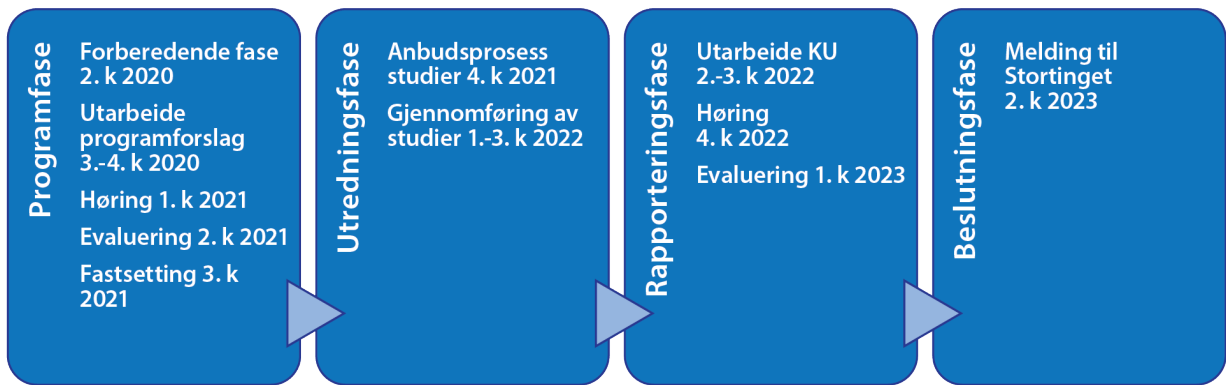 Programfase
Forberedende fase
2. k 2020
Utarbeide
programforslag
3.-4. k 2020
Høring 1. k 2021
Evaluering 2. k 2021
Fastsetting 3. k
2021
Utredningsfase
Anbudsprosess
studier 4. k 2021
Gjennomføring av
studier 1.-3. k 2022
Rapporteringsfase
Utarbeide KU
2.-3. k 2022
Høring
4. k 2022
Evaluering 1. k 2023
Beslutningsfase
Melding til
Stortinget
2. k 2023